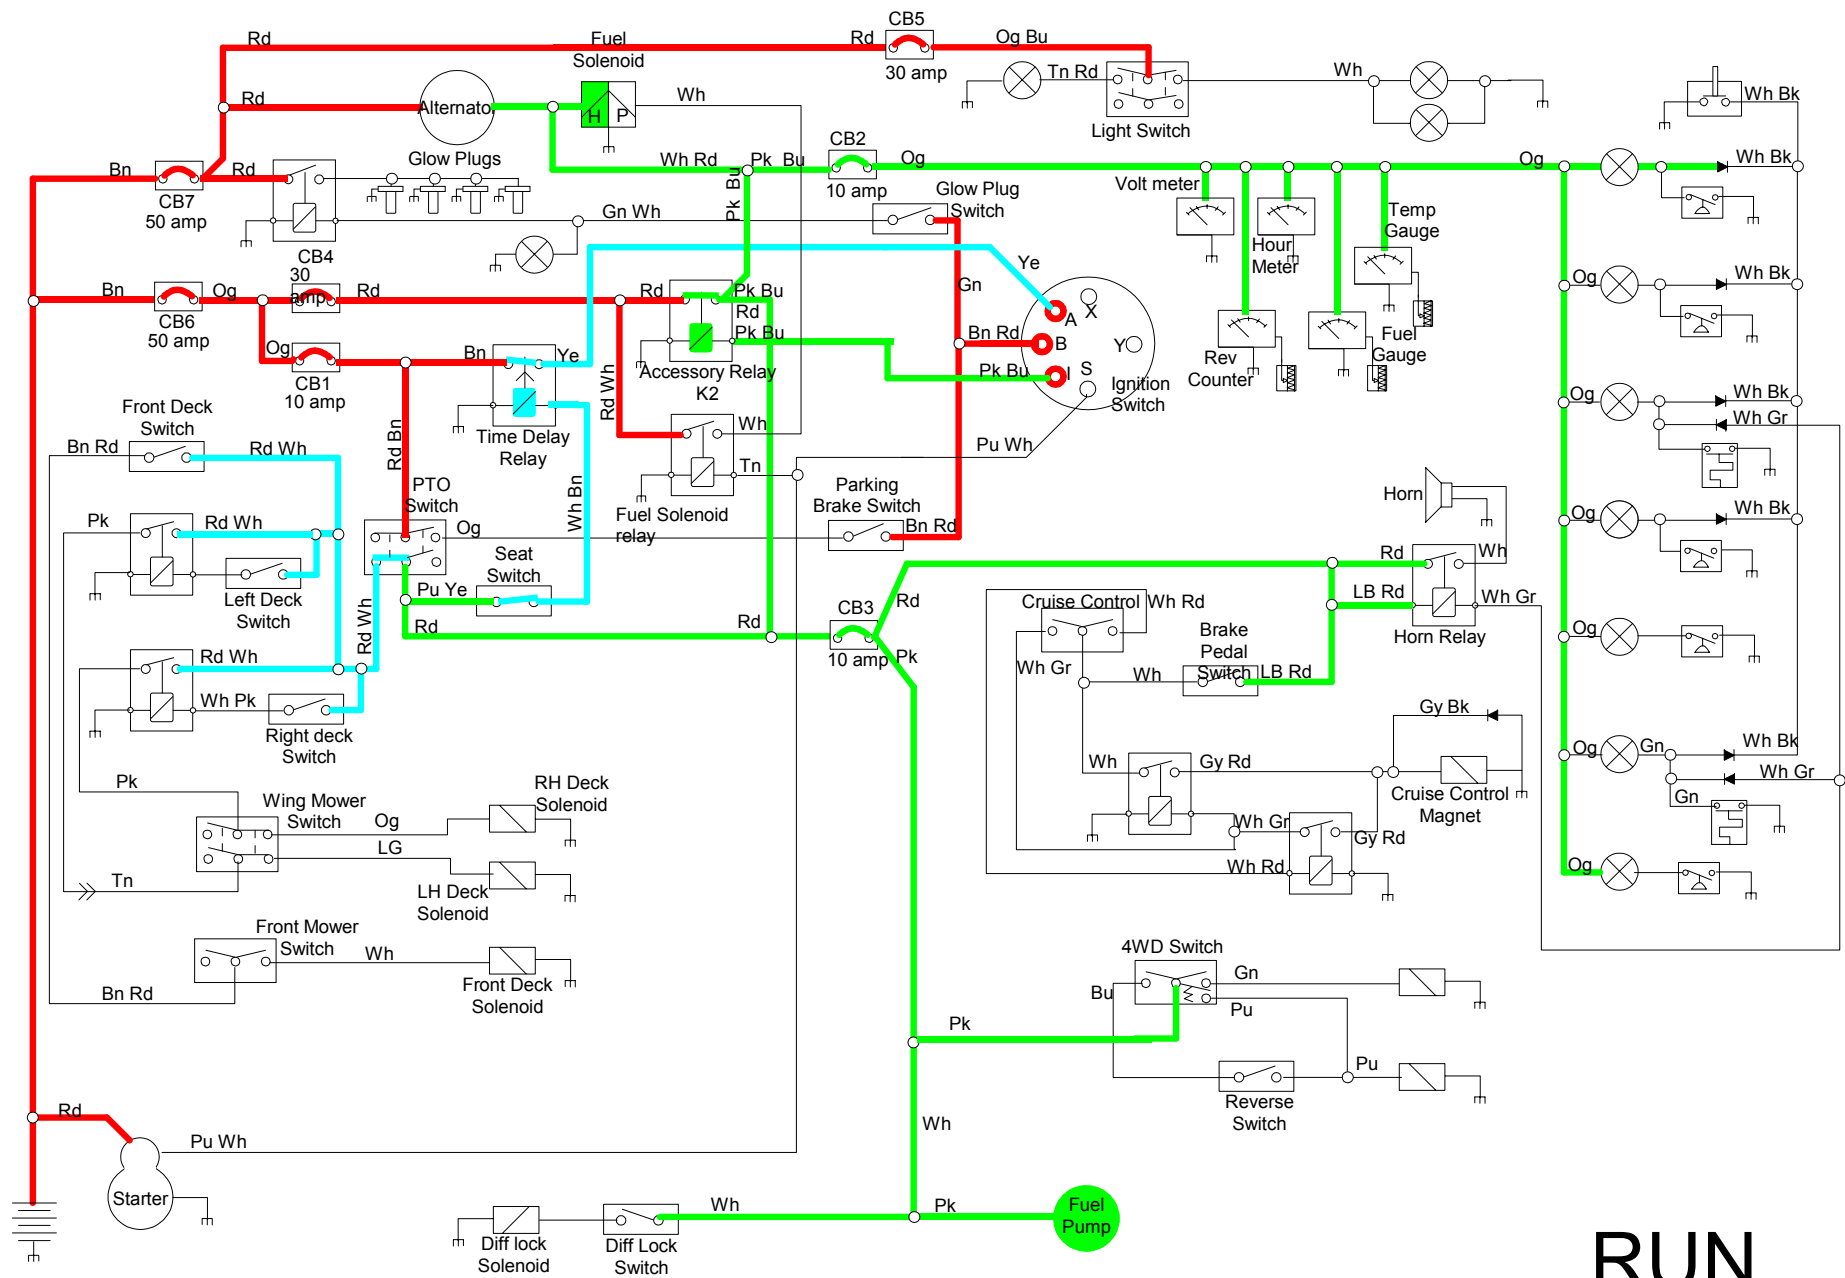 CB5
Rd
Fuel
Solenoid
Rd
Og Bu
30 amp
Tn Rd
Wh
Light Switch
Wh Bk
Rd
Alternato
H
P
Wh
Glow Plugs
Wh Rd
Pk Bu
CB2
10 amp
Og
Og
Wh Bk
Bn
CB7
50 amp
Rd
CB4
30
amp
Gn Wh
Pk Bu
Glow Plug
Switch
Volt meter
Hour
Meter
Temp
Gauge
Ye
Gn
Bn
CB6
50 amp
Og
Rd
Rd
Pk Bu
Rd
Pk Bu
Accessory Relay
K2
Bn Rd
Pk Bu
A
X
B
Y
I
S
Ignition
Switch
Rev
Counter
Fuel
Gauge
Og
Wh Bk
Og
CB1
10 amp
Bn
Ye
Time Delay
Relay
Rd Wh
Wh
Tn
Fuel Solenoid
relay
Pu Wh
Og
Wh Bk
Wh Gr
Front Deck
Switch
Bn Rd
Rd Wh
Rd Bn
Wh Bn
PTO
Switch
Og
Parking
Brake Switch
Bn Rd
Horn
Wh
Og
Wh Bk
Pk
Rd Wh
Left Deck
Switch
Rd Wh
Pu Ye
Seat
Switch
Rd
Rd
CB3
10 amp
Rd
Pk
Rd
LB Rd
Horn Relay
Wh Gr
Cruise Control
Wh Rd
Wh Gr
Wh
Brake
Pedal
Switch
LB Rd
Og
Rd Wh
Wh Pk
Right deck
Switch
Gy Bk
Wh
Gy Rd
Cruise Control
Magnet
Wh Gr
Gy Rd
Wh Rd
Og
Gn
Wh Bk
Wh Gr
Gn
Og
Pk
Wing Mower
Switch
Og
LG
RH Deck
Solenoid
LH Deck
Solenoid
Tn
Front Mower
Switch
Wh
Front Deck
Solenoid
Bn Rd
4WD Switch
Gn
Bu
Pu
Pk
Pu
Reverse
Switch
Rd
Pu Wh
Starter
Wh
Diff lock
Solenoid
Diff Lock
Switch
Wh
Pk
Fuel
Pump
RUN